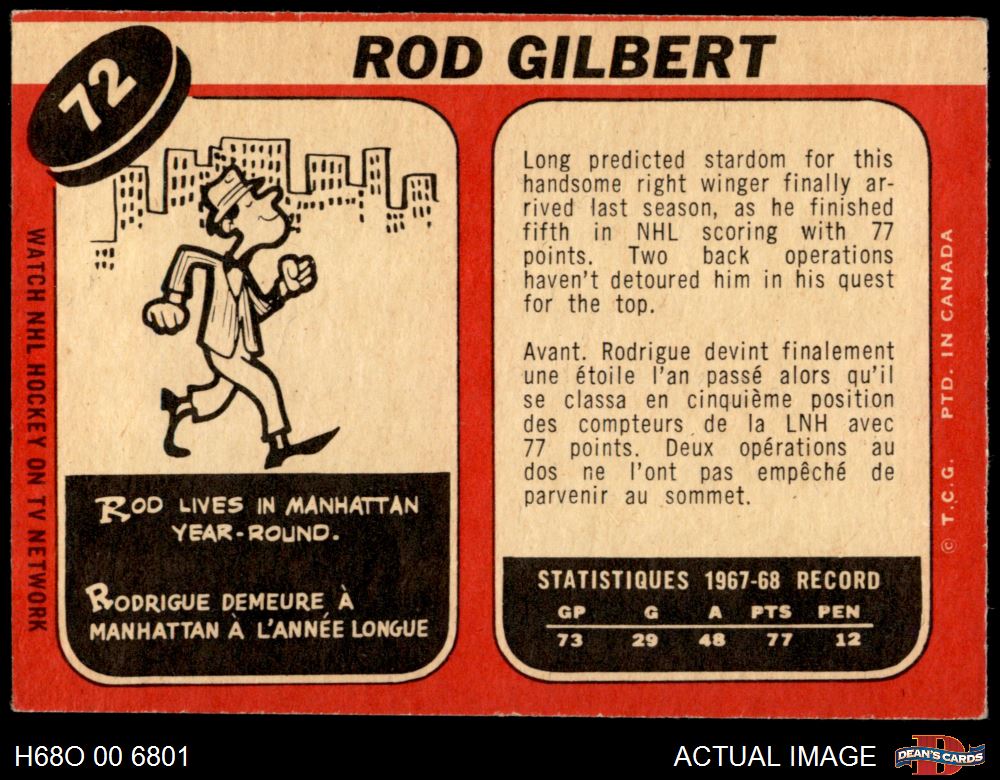 72
ROD GILBERT
WATCH NHL HOCKEY ON TV NETWORK
ROD LIVES IN MANHATTAN
YEAR-ROUND.
RODRIGUE DEMEURE À
MANHATTAN À L'ANNÉE LONGUE
Long predicted stardom for this
handsome right winger finally ar-
rived last season, as he finished
fifth in NHL scoring with 77
points. Two back operations
haven't detoured him in his quest
for the top.
Avant. Rodrigue devint finalement
une étoile l'an passé alors qu'il
se classa en cinquième position
des compteurs de la LNH avec
77 points. Deux opérations au
dos ne l'ont pas empêché de
parvenir au sommet.
STATISTIQUES 1967-68 RECORD
GP G A PTS PEN
73 29 48 77 12
© T.C.G. PTD. IN CANADA
H68O 00 6801
ACTUAL IMAGE
D
DEAN'S CARDS